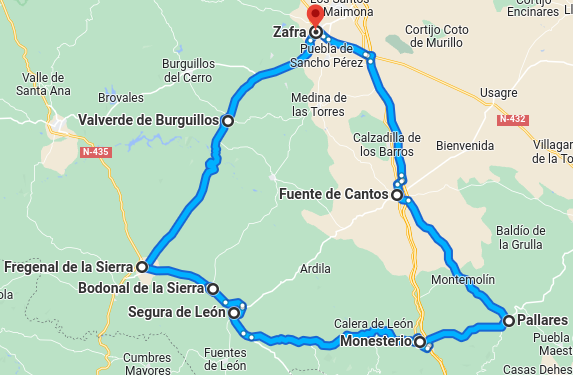 Los Santos
de Maimona
Zafra
Puebla de
Sancho Pérez
Cortijo Coto
de Murillo
Cortijo
Encinares
Valle de
Santa Ana
Burguillos
del Cerro
Brovales
Medina de
las Torres
Usagre
N-432
Valverde de Burguillos
N-435
Calzadilla de
los Barros
Bienvenida
Villagar
de la To
Fuente de Cantos
Baldío de
la Grulla
Fregenal de la Sierra
Ardila
Bodonal de la Sierra
Montemolín
Segura de León
Calera de León
Pallares
Monesterio
Puebla
Maest
Cumbres
Mayores
Fuentes
de León
Casas Dehes